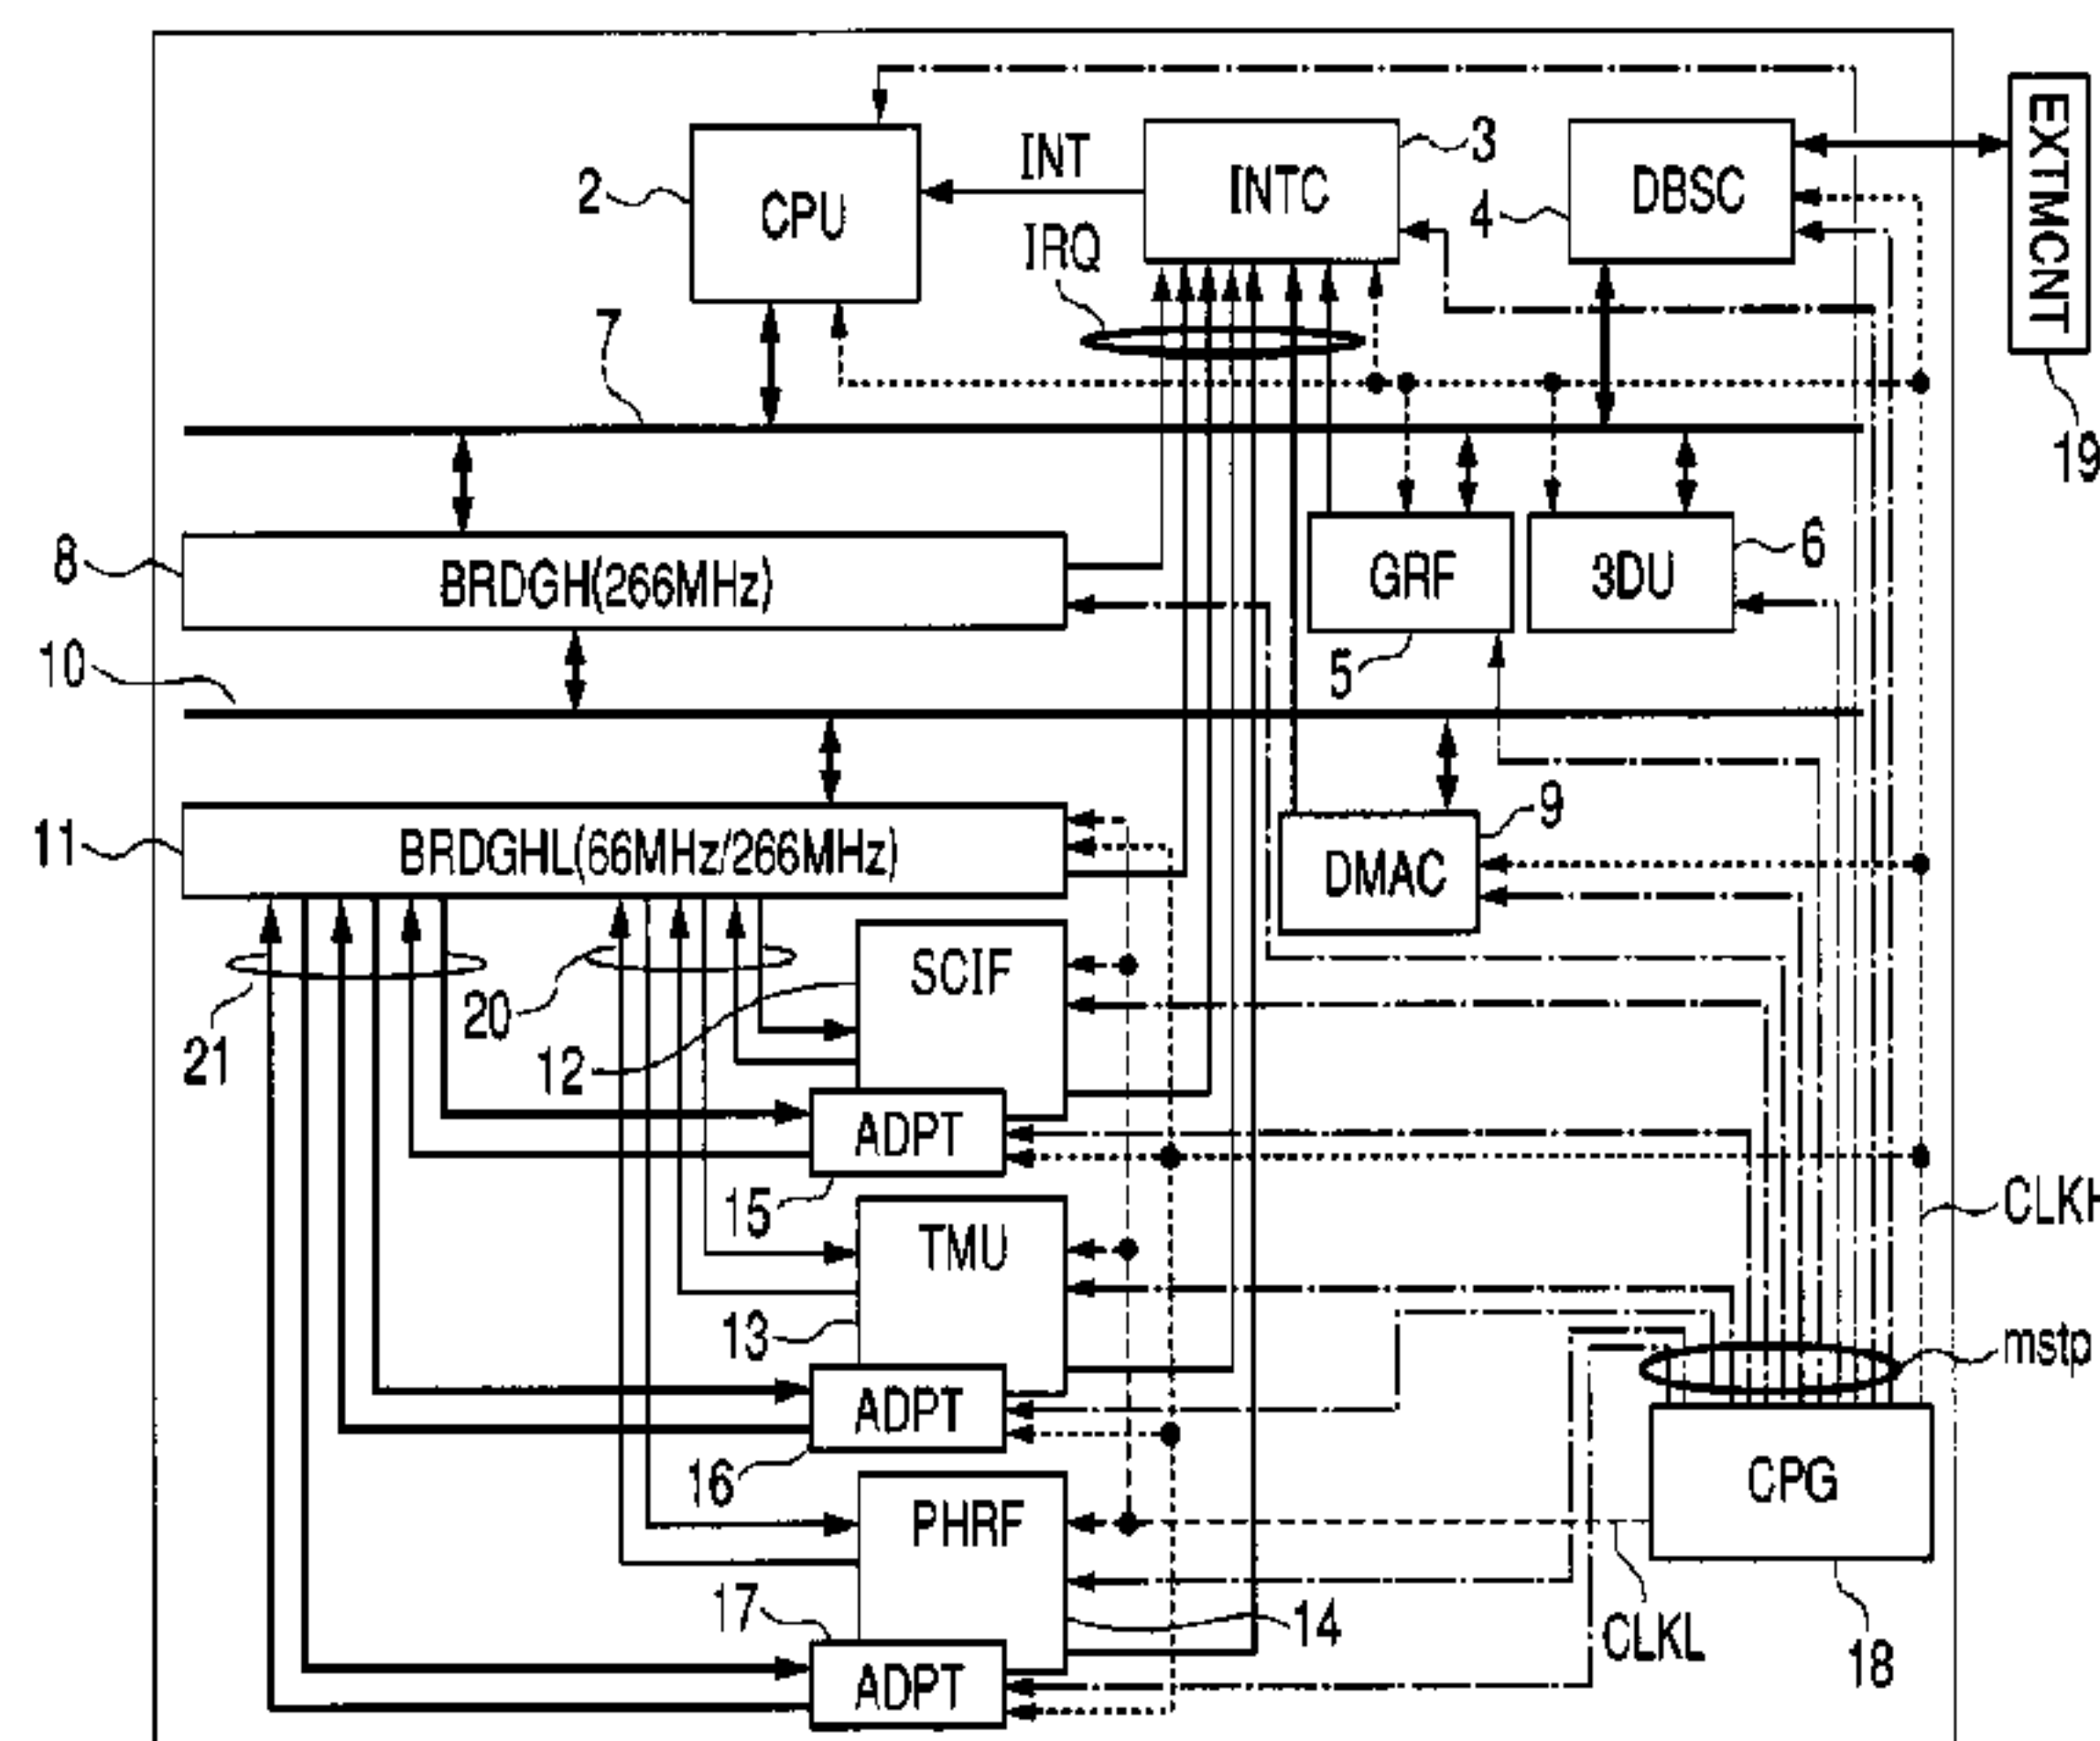 EXTMCNT
2
CPU
INT
IRQ
INTC
3
4
DBSC
7
19
8
BRDGH(266MHz)
GRF
3DU
6
5
10
11
BRDGHL(66MHz/266MHz)
DMAC
9
21
20
12
SCIF
ADPT
15
TMU
13
CLKH
mstp
ADPT
16
PHRF
CPG
17
14
ADPT
CLKL
18